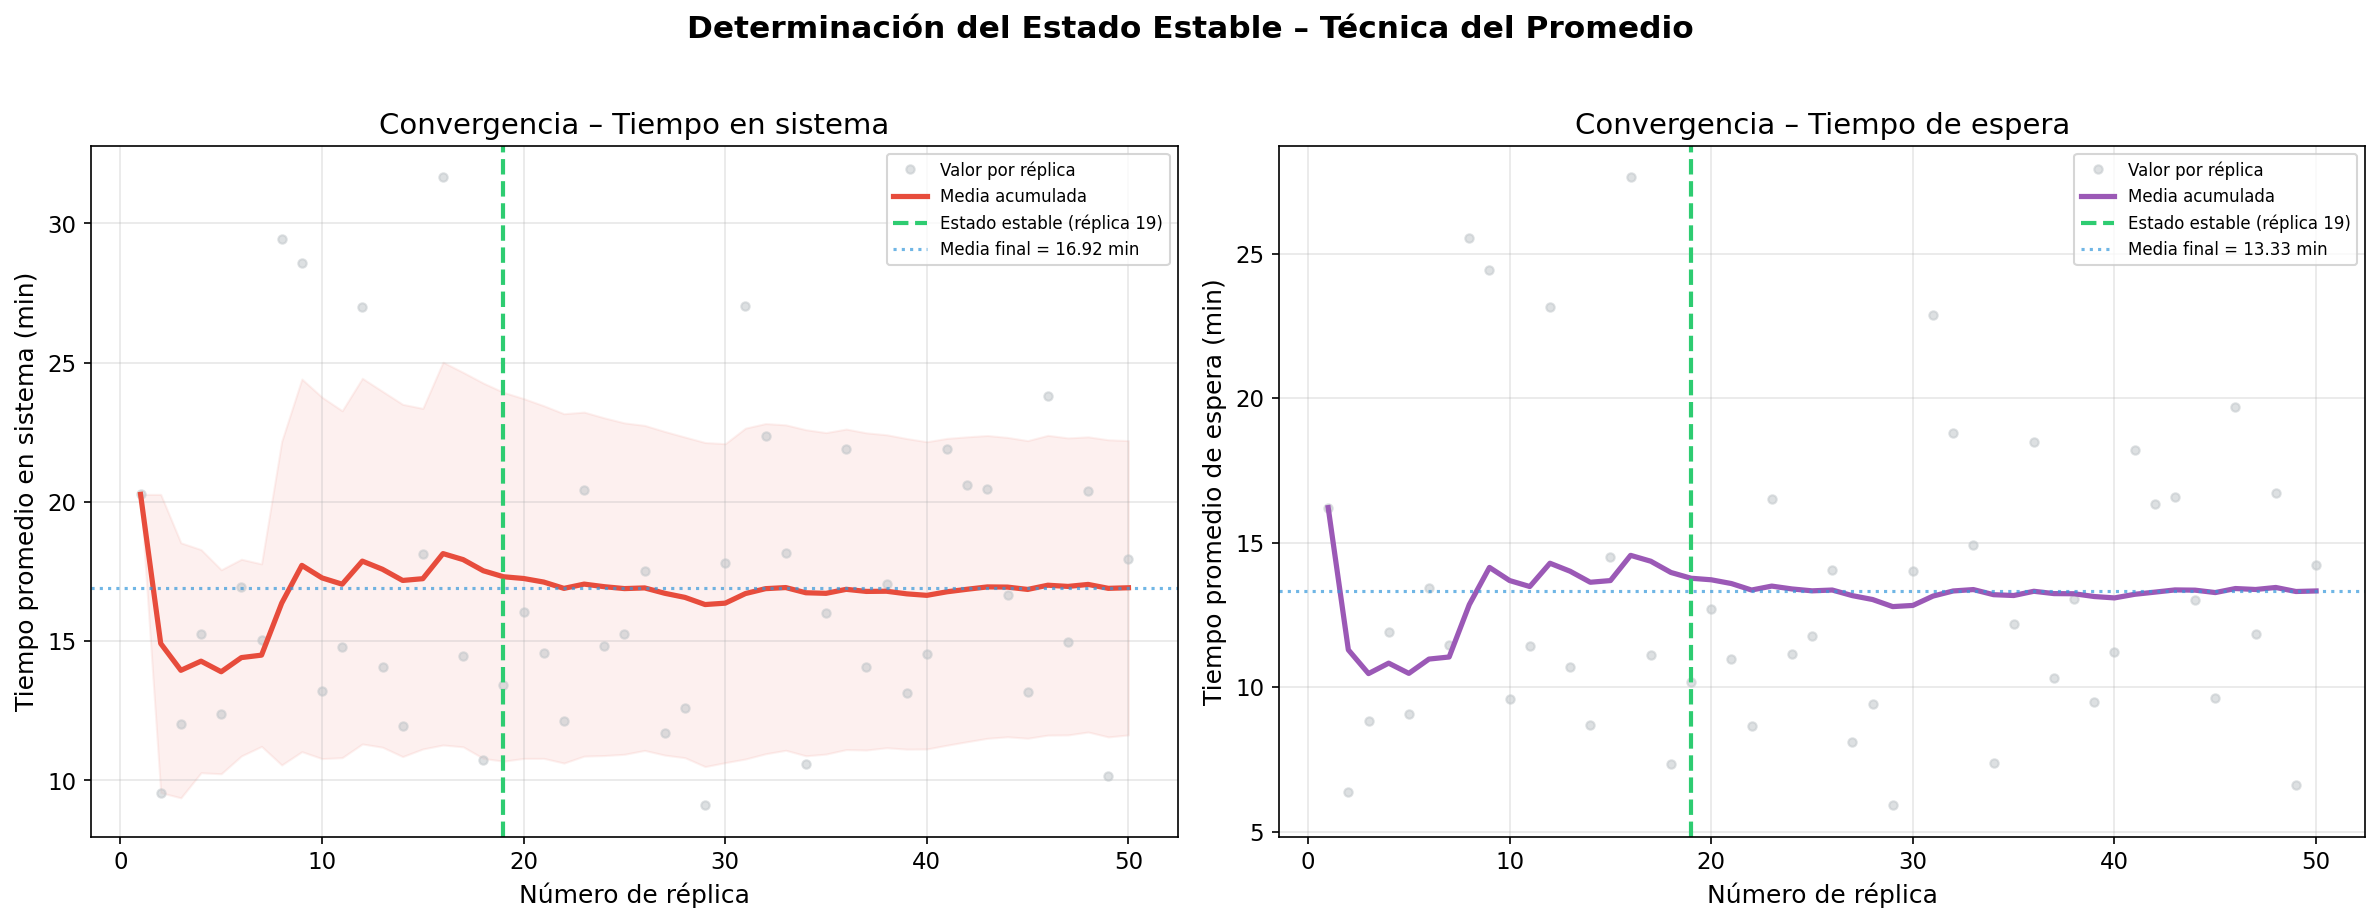 Determinación del Estado Estable – Técnica del Promedio
Convergencia – Tiempo en sistema
Tiempo promedio en sistema (min)
30
25
20
15
10
Valor por réplica
Media acumulada
Estado estable (réplica 19)
Media final = 16.92 min
0 10 20 30 40 50
Número de réplica
Convergencia – Tiempo de espera
Tiempo promedio de espera (min)
25
20
15
10
5
Valor por réplica
Media acumulada
Estado estable (réplica 19)
Media final = 13.33 min
0 10 20 30 40 50
Número de réplica